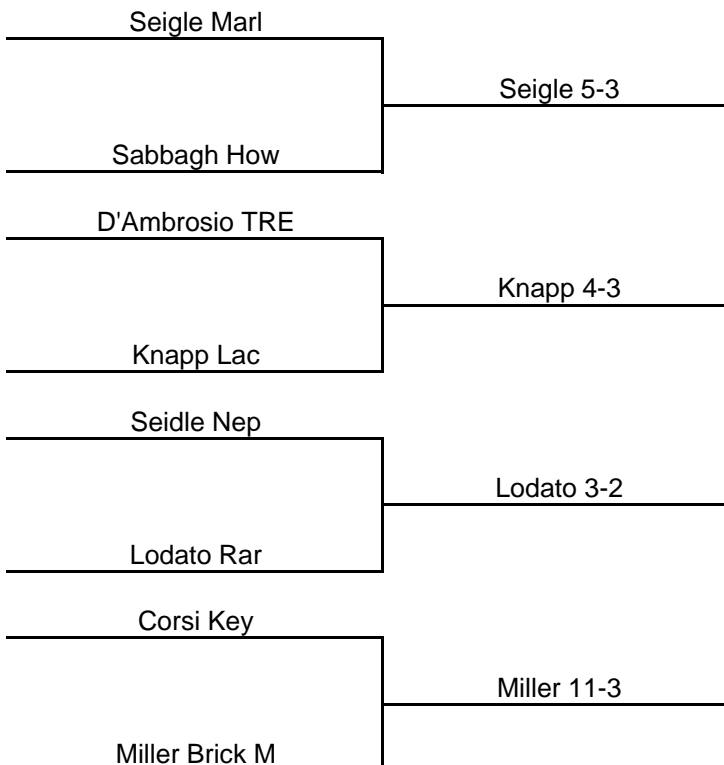 Seigle Marl
Seigle 5-3
Sabbagh How
D'Ambrosio TRE
Knapp 4-3
Knapp Lac
Seidle Nep
Lodato 3-2
Lodato Rar
Corsi Key
Miller 11-3
Miller Brick M